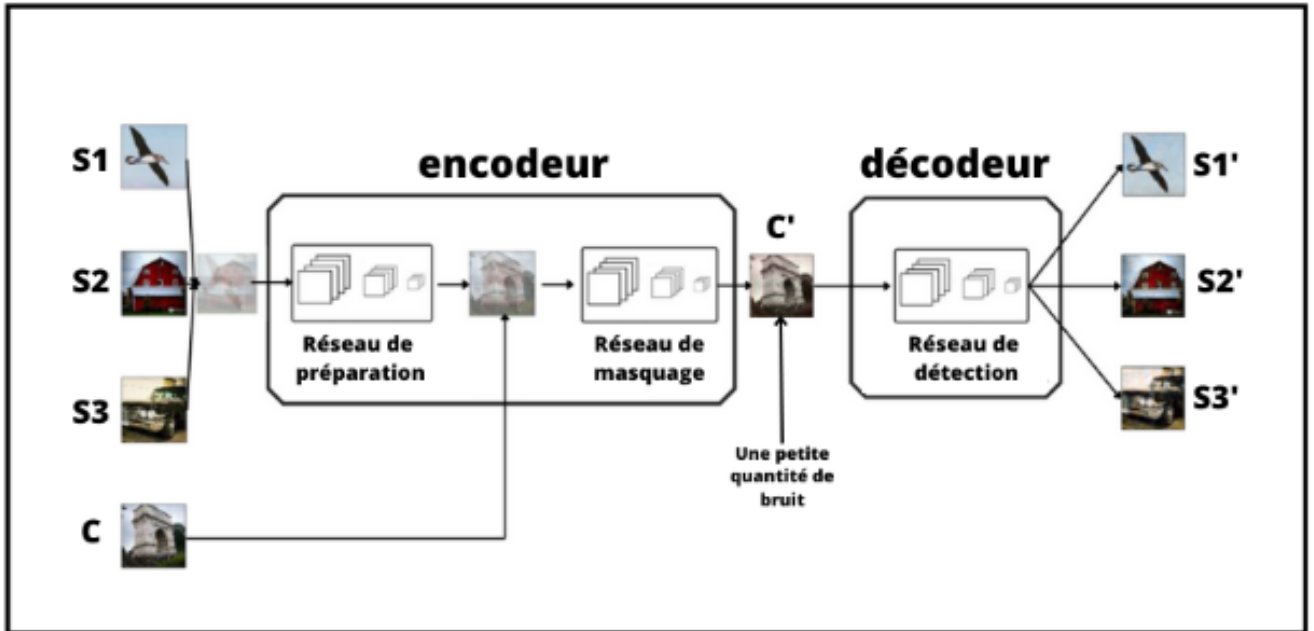 encodeur
décodeur
S1
S1'
C'
S2
S2'
Réseau de
préparation
Réseau de
masquage
Réseau de
détection
S3
S3'
Une petite
quantité de
bruit
C